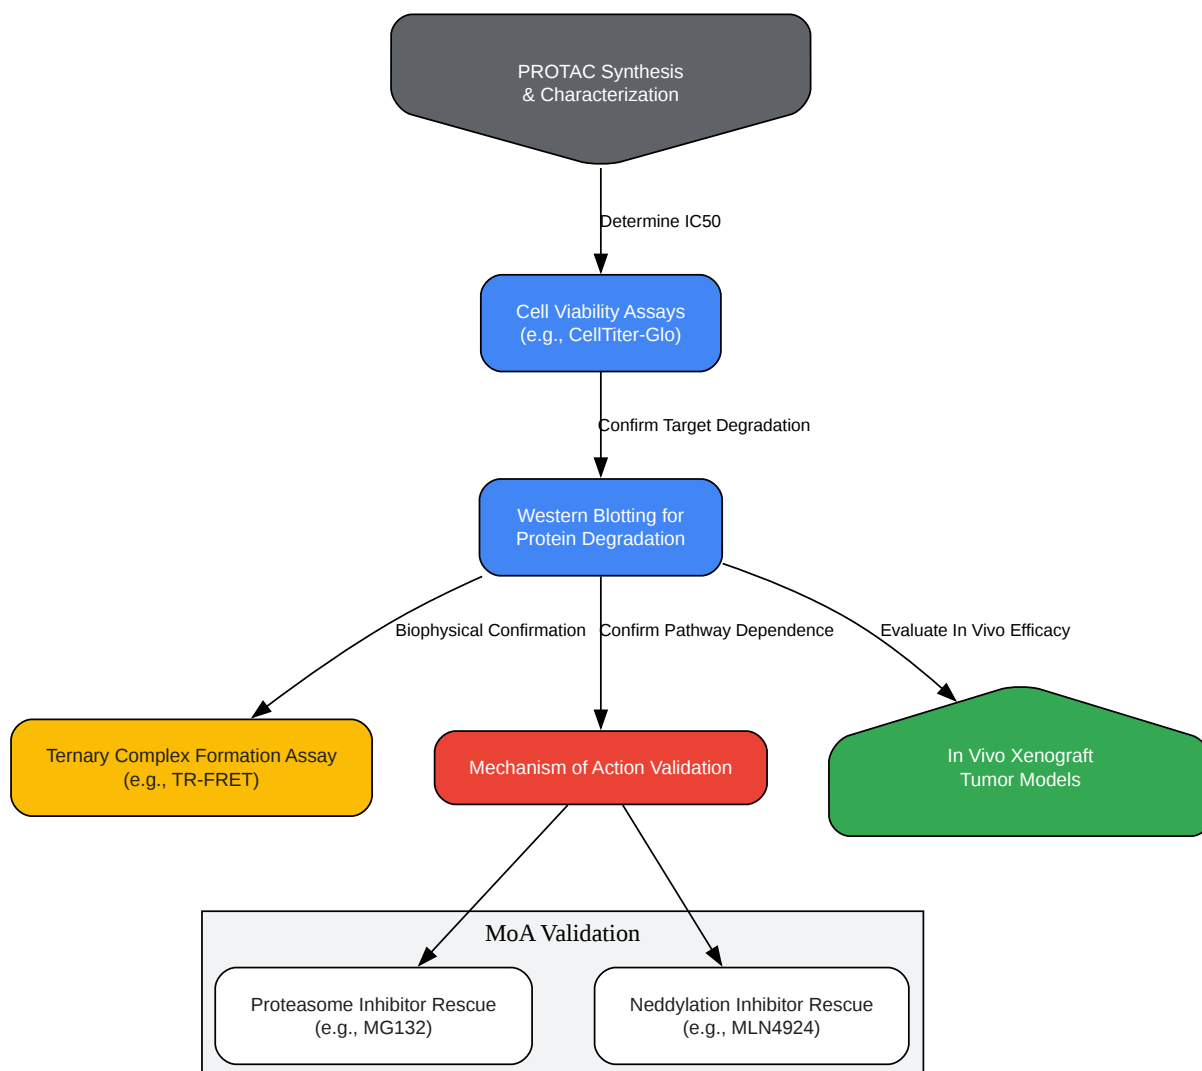 PROTAC Synthesis
& Characterization
Determine IC50
Cell Viability Assays
(e.g., CellTiter-Glo)
Confirm Target Degradation
Western Blotting for
Protein Degradation
Biophysical Confirmation
Confirm Pathway Dependence
Evaluate In Vivo Efficacy
Ternary Complex Formation Assay
(e.g., TR-FRET)
Mechanism of Action Validation
In Vivo Xenograft
Tumor Models
MoA Validation
Proteasome Inhibitor Rescue
(e.g., MG132)
Neddylation Inhibitor Rescue
(e.g., MLN4924)